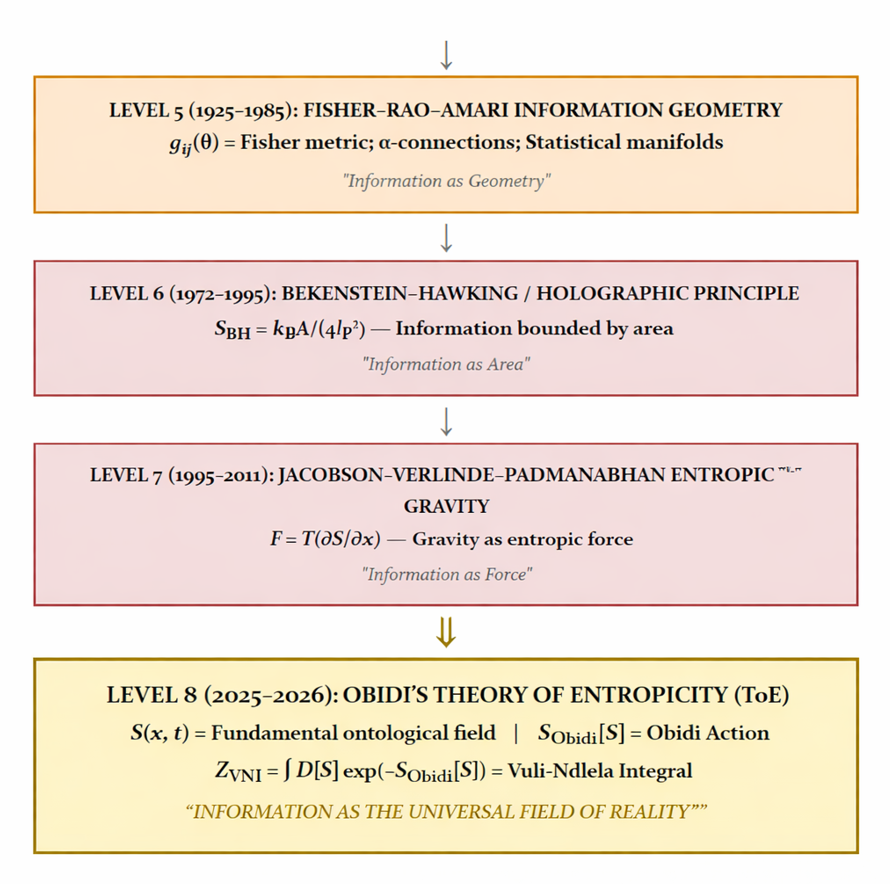 ↓
LEVEL 5 (1925–1985): FISHER–RAO–AMARI INFORMATION GEOMETRY
gij(θ) = Fisher metric; α-connections; Statistical manifolds
"Information as Geometry"
↓
LEVEL 6 (1972–1995): BEKENSTEIN–HAWKING / HOLOGRAPHIC PRINCIPLE
SBH = kBA/(4lP²) — Information bounded by area
"Information as Area"
↓
LEVEL 7 (1995–2011): JACOBSON–VERLINDE–PADMANABHAN ENTROPIC
GRAVITY
F = T(∂S/∂x) — Gravity as entropic force
"Information as Force"
⇓
LEVEL 8 (2025–2026): OBIDI’S THEORY OF ENTROPICITY (ToE)
S(x, t) = Fundamental ontological field | SObidi[S] = Obidi Action
ZVNI = ∫ D[S] exp(−SObidi[S]) = Vuli-Ndlela Integral
“INFORMATION AS THE UNIVERSAL FIELD OF REALITY””